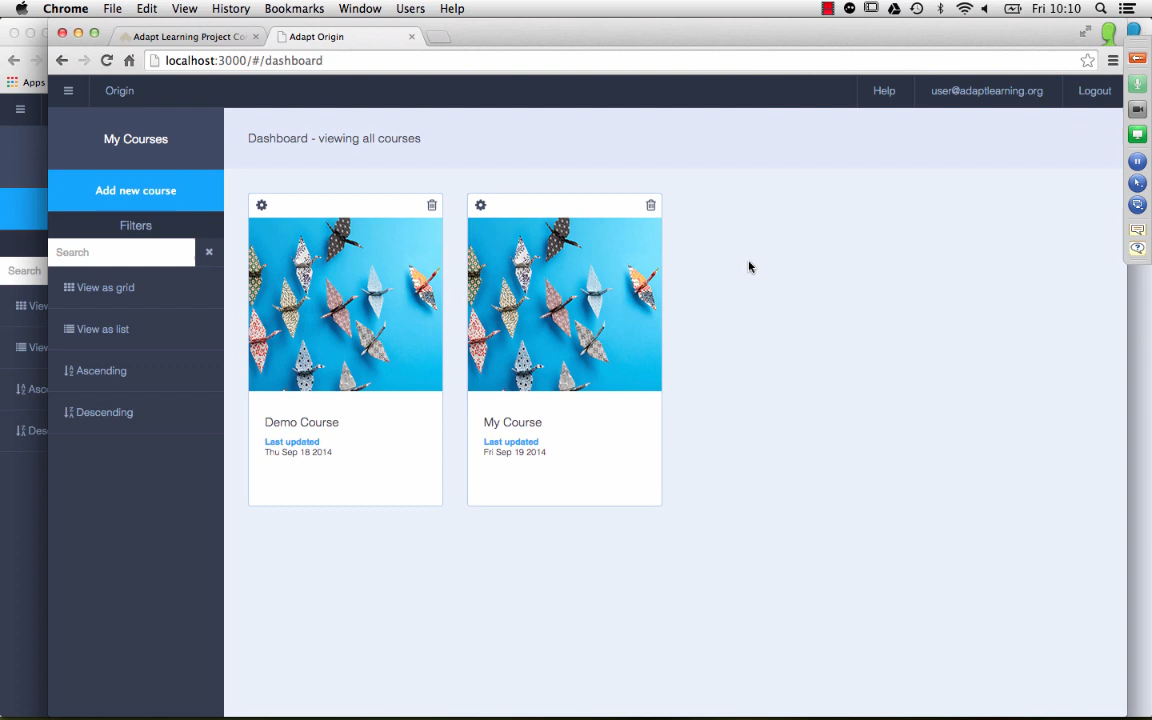 Chrome File Edit View History Bookmarks Window Users Help Fri 10:10
Adapt Learning Project Co Adapt Origin
localhost:3000/#/dashboard
Apps
Origin Help user@adaptlearning.org Logout
My Courses
Dashboard - viewing all courses
Add new course
Filters
Search
Search
View as grid
View as list
Ascending
Descending
Demo Course
Last updated
Thu Sep 18 2014
My Course
Last updated
Fri Sep 19 2014